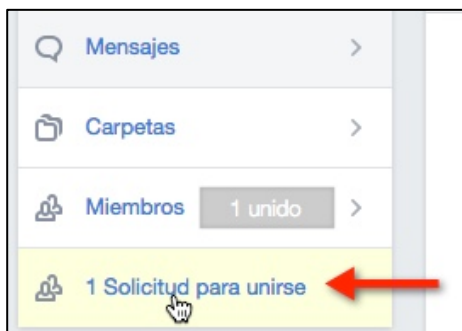 Mensajes
Carpetas
Miembros 1 unido
1 Solicitud para unirse